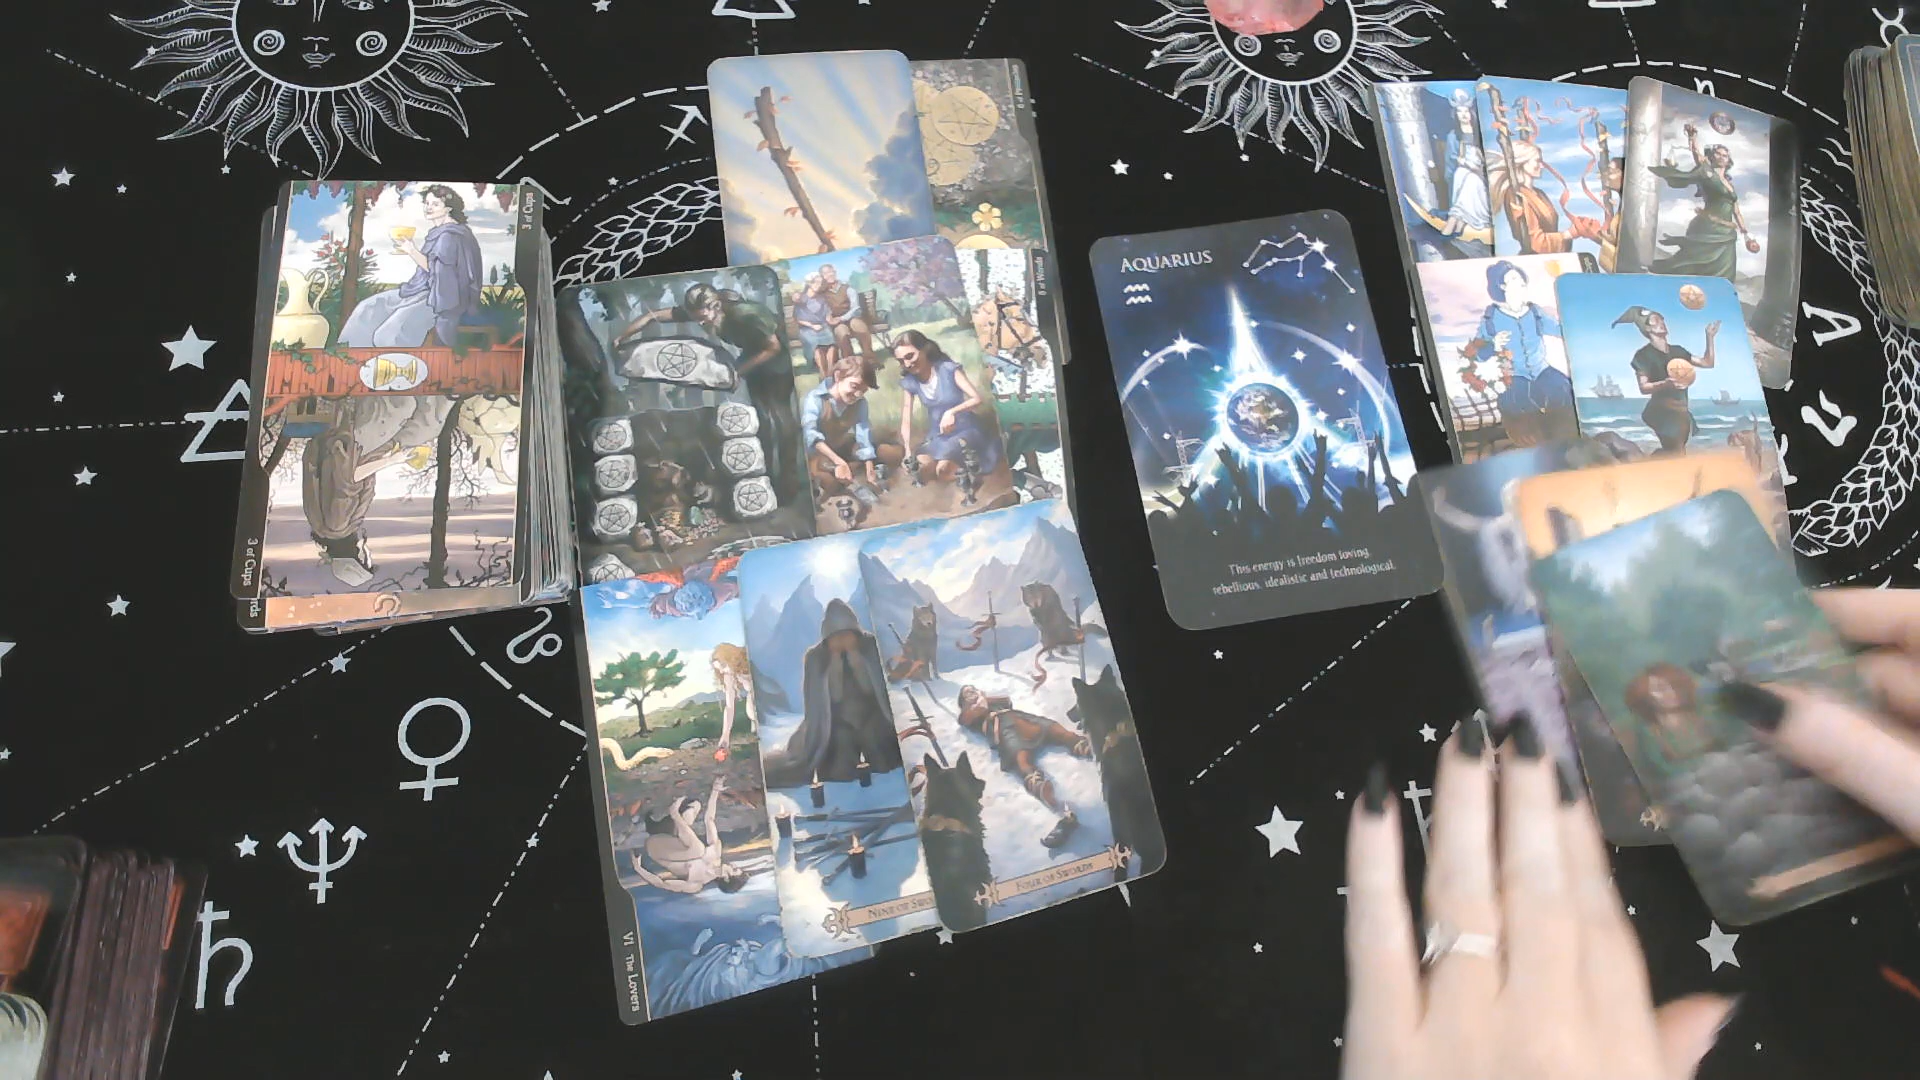 3 of Cups
3 of Cups
AQUARIUS
This energy is freedom loving,
rebellious, idealistic and technological.
VI The Lovers
NINE OF
FOUR OF SWORDS